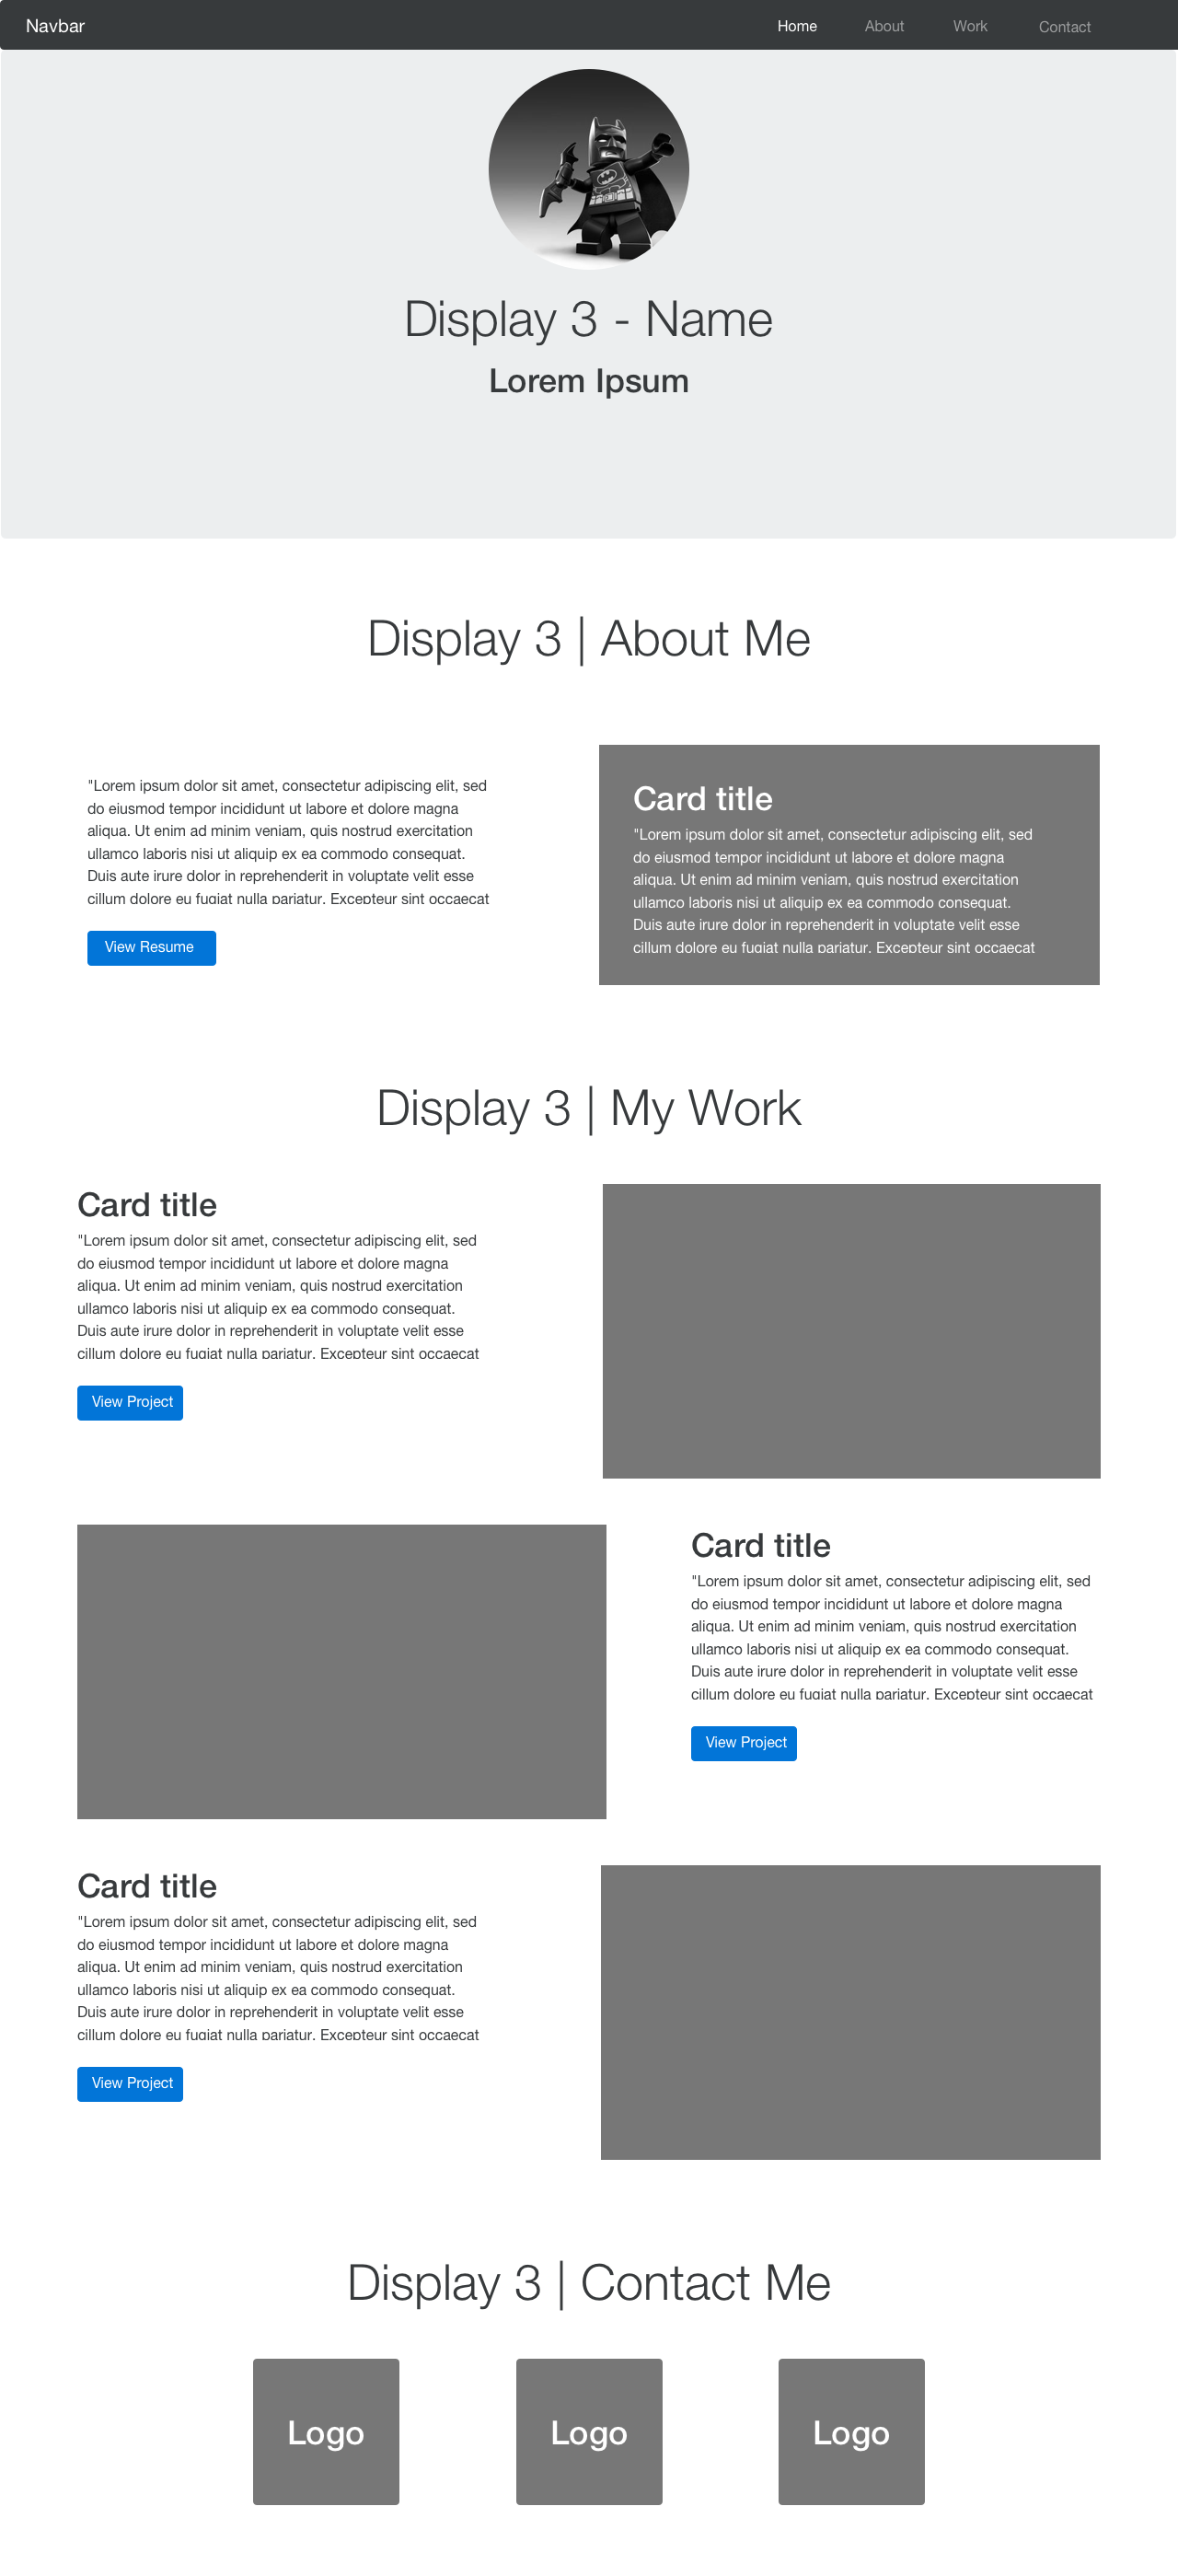 Navbar
Home
About
Work
Contact
Display 3 - Name
Lorem Ipsum
Display 3 | About Me
"Lorem ipsum dolor sit amet, consectetur adipiscing elit, sed
do eiusmod tempor incididunt ut labore et dolore magna
aliqua. Ut enim ad minim veniam, quis nostrud exercitation
ullamco laboris nisi ut aliquip ex ea commodo consequat.
Duis aute irure dolor in reprehenderit in voluptate velit esse
cillum dolore eu fugiat nulla pariatur. Excepteur sint occaecat
View Resume
Card title
"Lorem ipsum dolor sit amet, consectetur adipiscing elit, sed
do eiusmod tempor incididunt ut labore et dolore magna
aliqua. Ut enim ad minim veniam, quis nostrud exercitation
ullamco laboris nisi ut aliquip ex ea commodo consequat.
Duis aute irure dolor in reprehenderit in voluptate velit esse
cillum dolore eu fugiat nulla pariatur. Excepteur sint occaecat
Display 3 | My Work
Card title
"Lorem ipsum dolor sit amet, consectetur adipiscing elit, sed
do eiusmod tempor incididunt ut labore et dolore magna
aliqua. Ut enim ad minim veniam, quis nostrud exercitation
ullamco laboris nisi ut aliquip ex ea commodo consequat.
Duis aute irure dolor in reprehenderit in voluptate velit esse
cillum dolore eu fugiat nulla pariatur. Excepteur sint occaecat
View Project
Card title
"Lorem ipsum dolor sit amet, consectetur adipiscing elit, sed
do eiusmod tempor incididunt ut labore et dolore magna
aliqua. Ut enim ad minim veniam, quis nostrud exercitation
ullamco laboris nisi ut aliquip ex ea commodo consequat.
Duis aute irure dolor in reprehenderit in voluptate velit esse
cillum dolore eu fugiat nulla pariatur. Excepteur sint occaecat
View Project
Card title
"Lorem ipsum dolor sit amet, consectetur adipiscing elit, sed
do eiusmod tempor incididunt ut labore et dolore magna
aliqua. Ut enim ad minim veniam, quis nostrud exercitation
ullamco laboris nisi ut aliquip ex ea commodo consequat.
Duis aute irure dolor in reprehenderit in voluptate velit esse
cillum dolore eu fugiat nulla pariatur. Excepteur sint occaecat
View Project
Display 3 | Contact Me
Logo
Logo
Logo